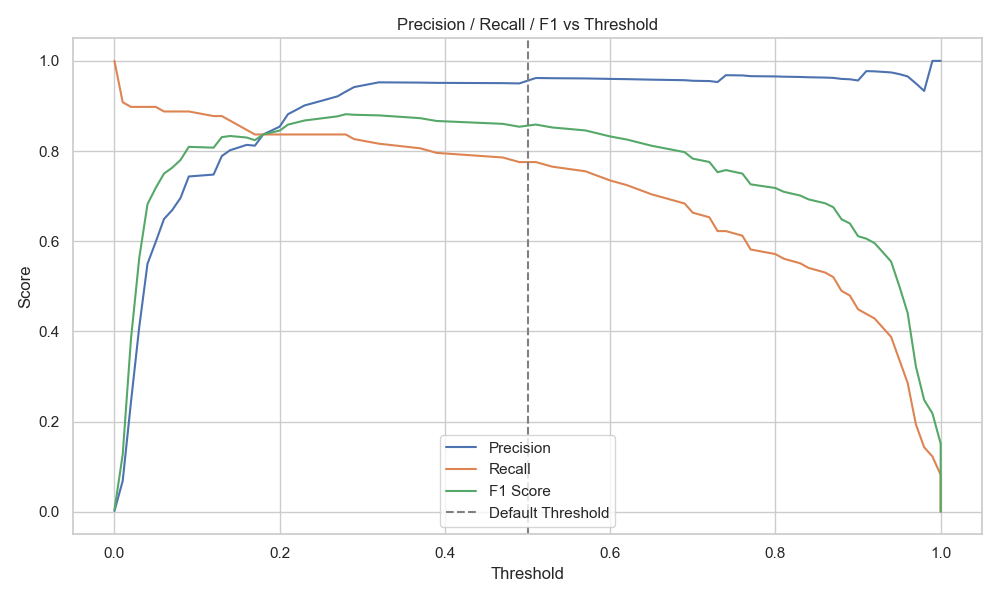 Precision / Recall / F1 vs Threshold
1.0
0.8
0.6
0.4
0.2
0.0
Score
Precision
Recall
F1 Score
Default Threshold
0.0 0.2 0.4 0.6 0.8 1.0
Threshold